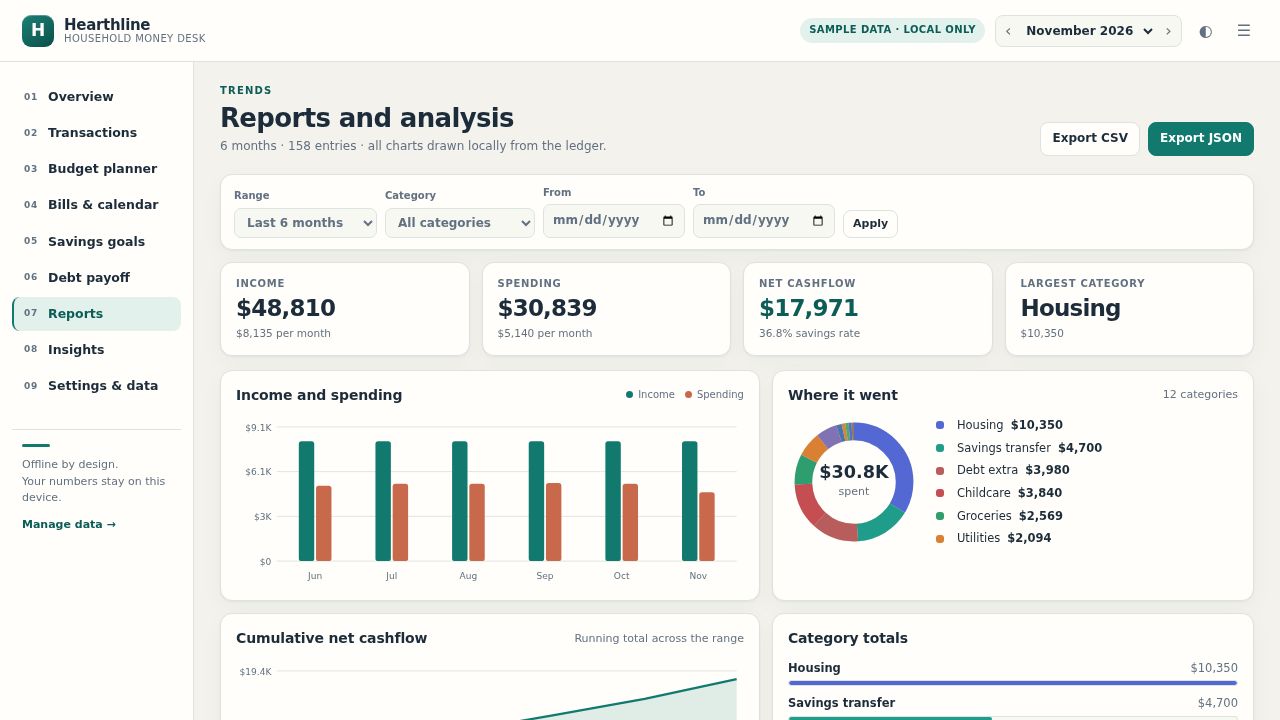 H
Hearthline
HOUSEHOLD MONEY DESK
SAMPLE DATA · LOCAL ONLY
‹ November 2026 ›
01 Overview
02 Transactions
03 Budget planner
04 Bills & calendar
05 Savings goals
06 Debt payoff
07 Reports
08 Insights
09 Settings & data
Offline by design.
Your numbers stay on this
device.
Manage data →
TRENDS
Reports and analysis
6 months · 158 entries · all charts drawn locally from the ledger.
Export CSV
Export JSON
Range
Last 6 months
Category
All categories
From
mm/dd/yyyy
To
mm/dd/yyyy
Apply
INCOME
$48,810
$8,135 per month
SPENDING
$30,839
$5,140 per month
NET CASHFLOW
$17,971
36.8% savings rate
LARGEST CATEGORY
Housing
$10,350
Income and spending
Income
Spending
$9.1K
$6.1K
$3K
$0
Jun Jul Aug Sep Oct Nov
Where it went
12 categories
$30.8K
spent
Housing $10,350
Savings transfer $4,700
Debt extra $3,980
Childcare $3,840
Groceries $2,569
Utilities $2,094
Cumulative net cashflow
Running total across the range
$19.4K
Category totals
Housing $10,350
Savings transfer $4,700